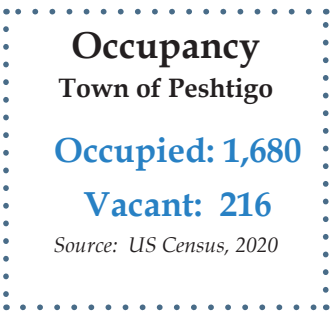 Occupancy
Town of Peshtigo
Occupied: 1,680
Vacant: 216
Source: US Census, 2020